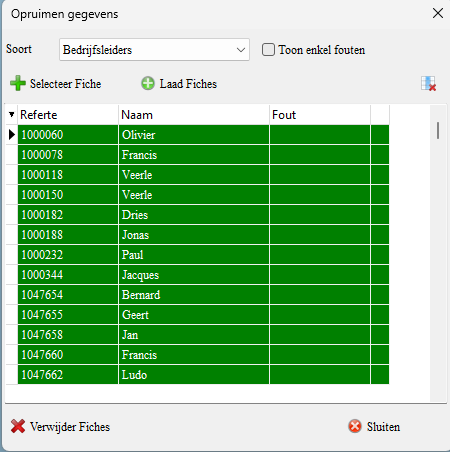 Opruimen gegevens
Soort Bedrijfsleiders Toon enkel fouten
Selecteer Fiche Laad Fiches
Referte Naam Fout
1000060 Olivier
1000078 Francis
1000118 Veerle
1000150 Veerle
1000182 Dries
1000188 Jonas
1000232 Paul
1000344 Jacques
1047654 Bernard
1047655 Geert
1047658 Jan
1047660 Francis
1047662 Ludo
Verwijder Fiches Sluiten